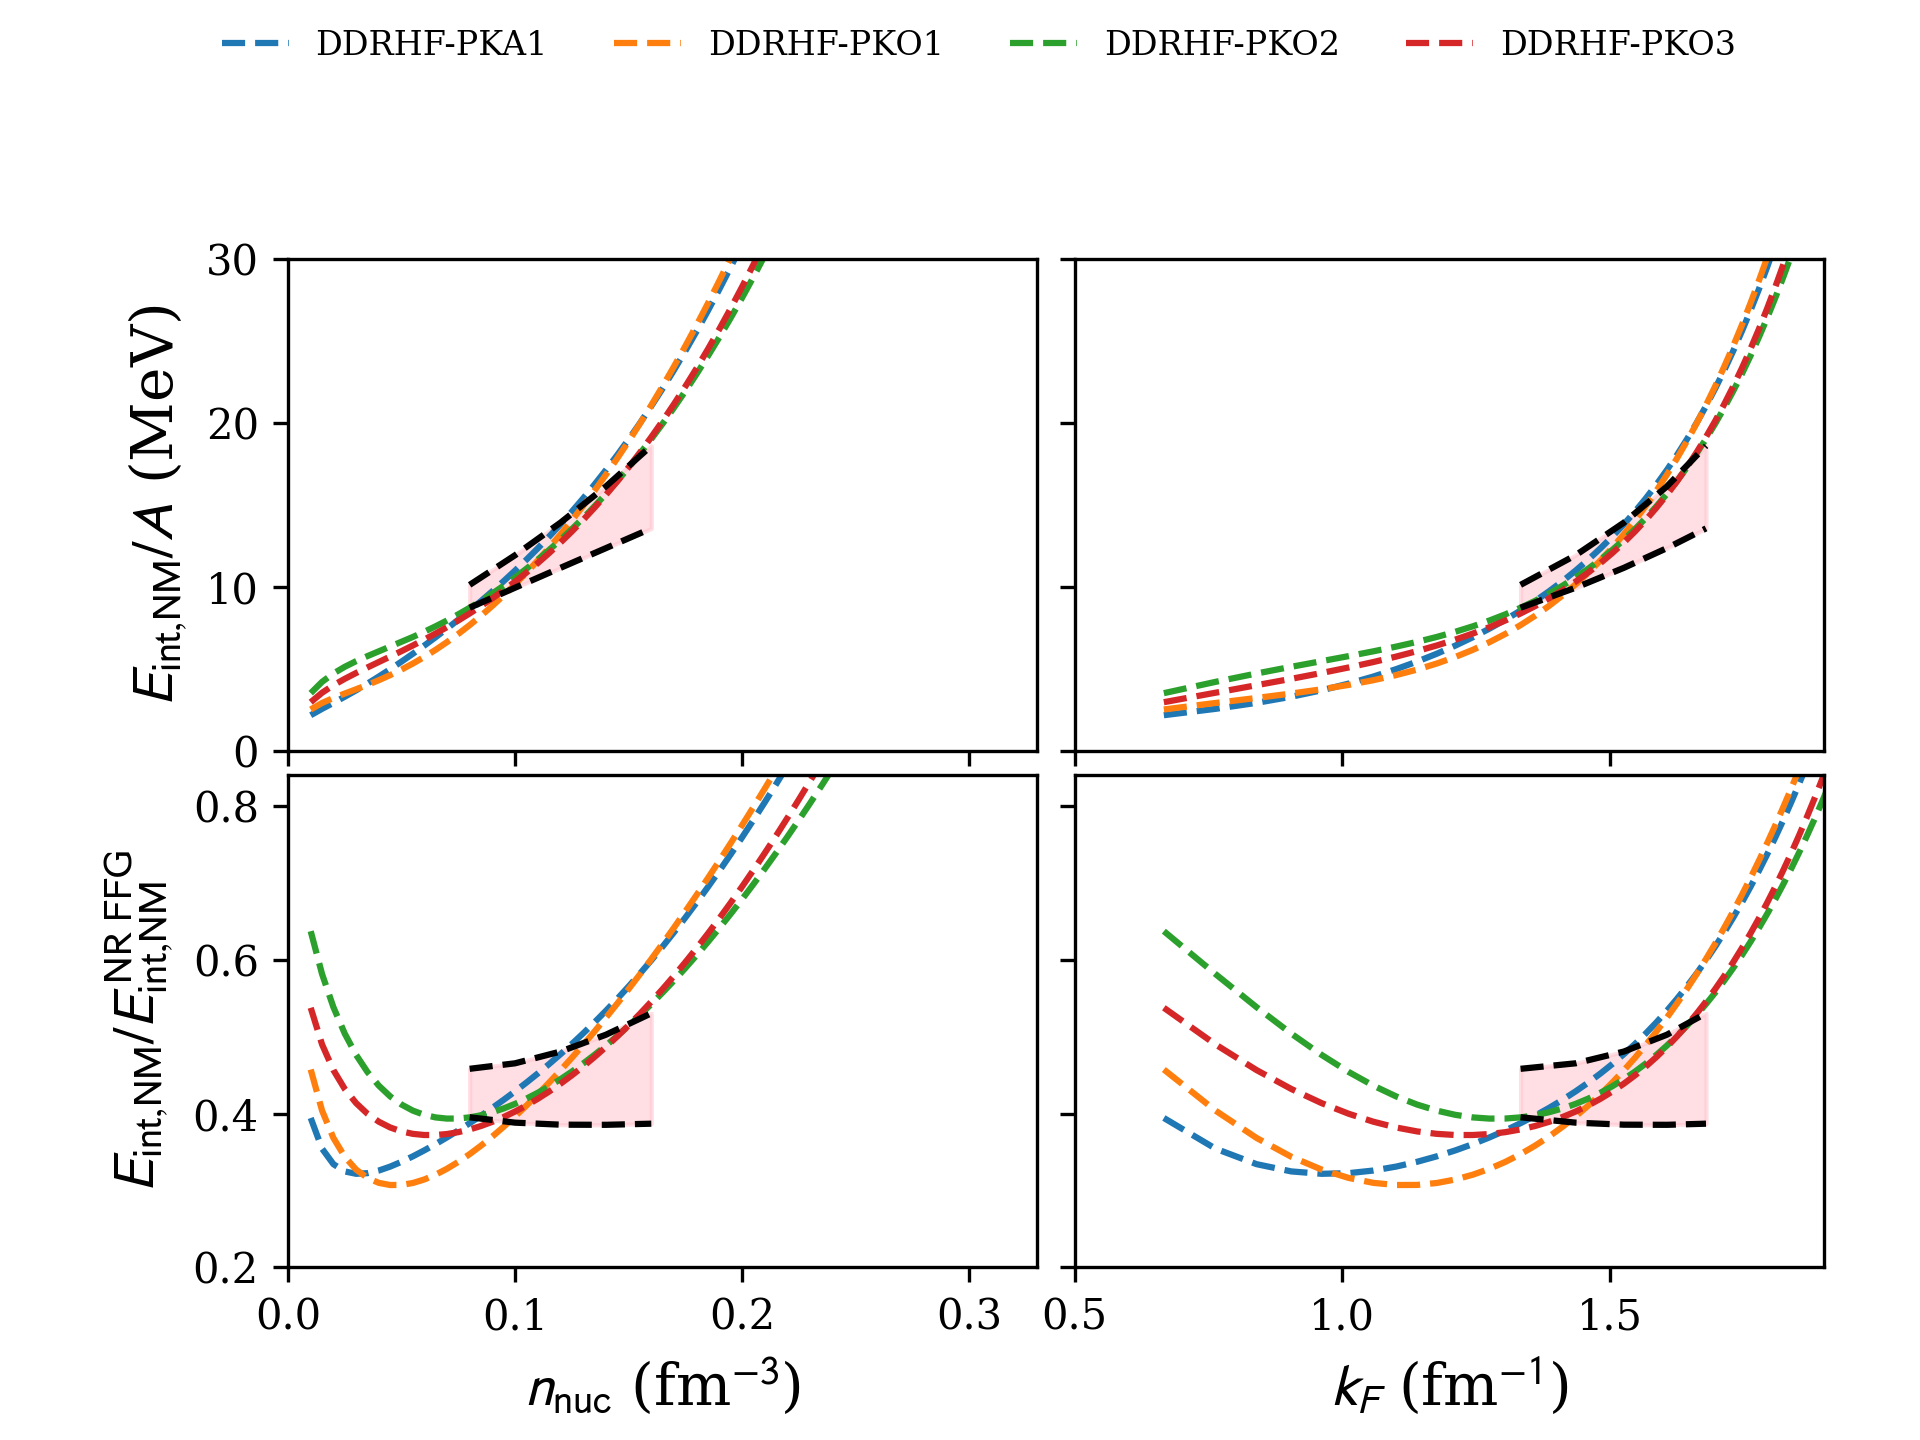 DDRHF-PKA1 DDRHF-PKO1 DDRHF-PKO2 DDRHF-PKO3
30
20
10
0
E_int,NM/A (MeV)
0.8
0.6
0.4
0.2
E_int,NM/E^NR FFG_int,NM
0.0 0.1 0.2 0.3
0.5 1.0 1.5
n_nuc (fm⁻³)
k_F (fm⁻¹)